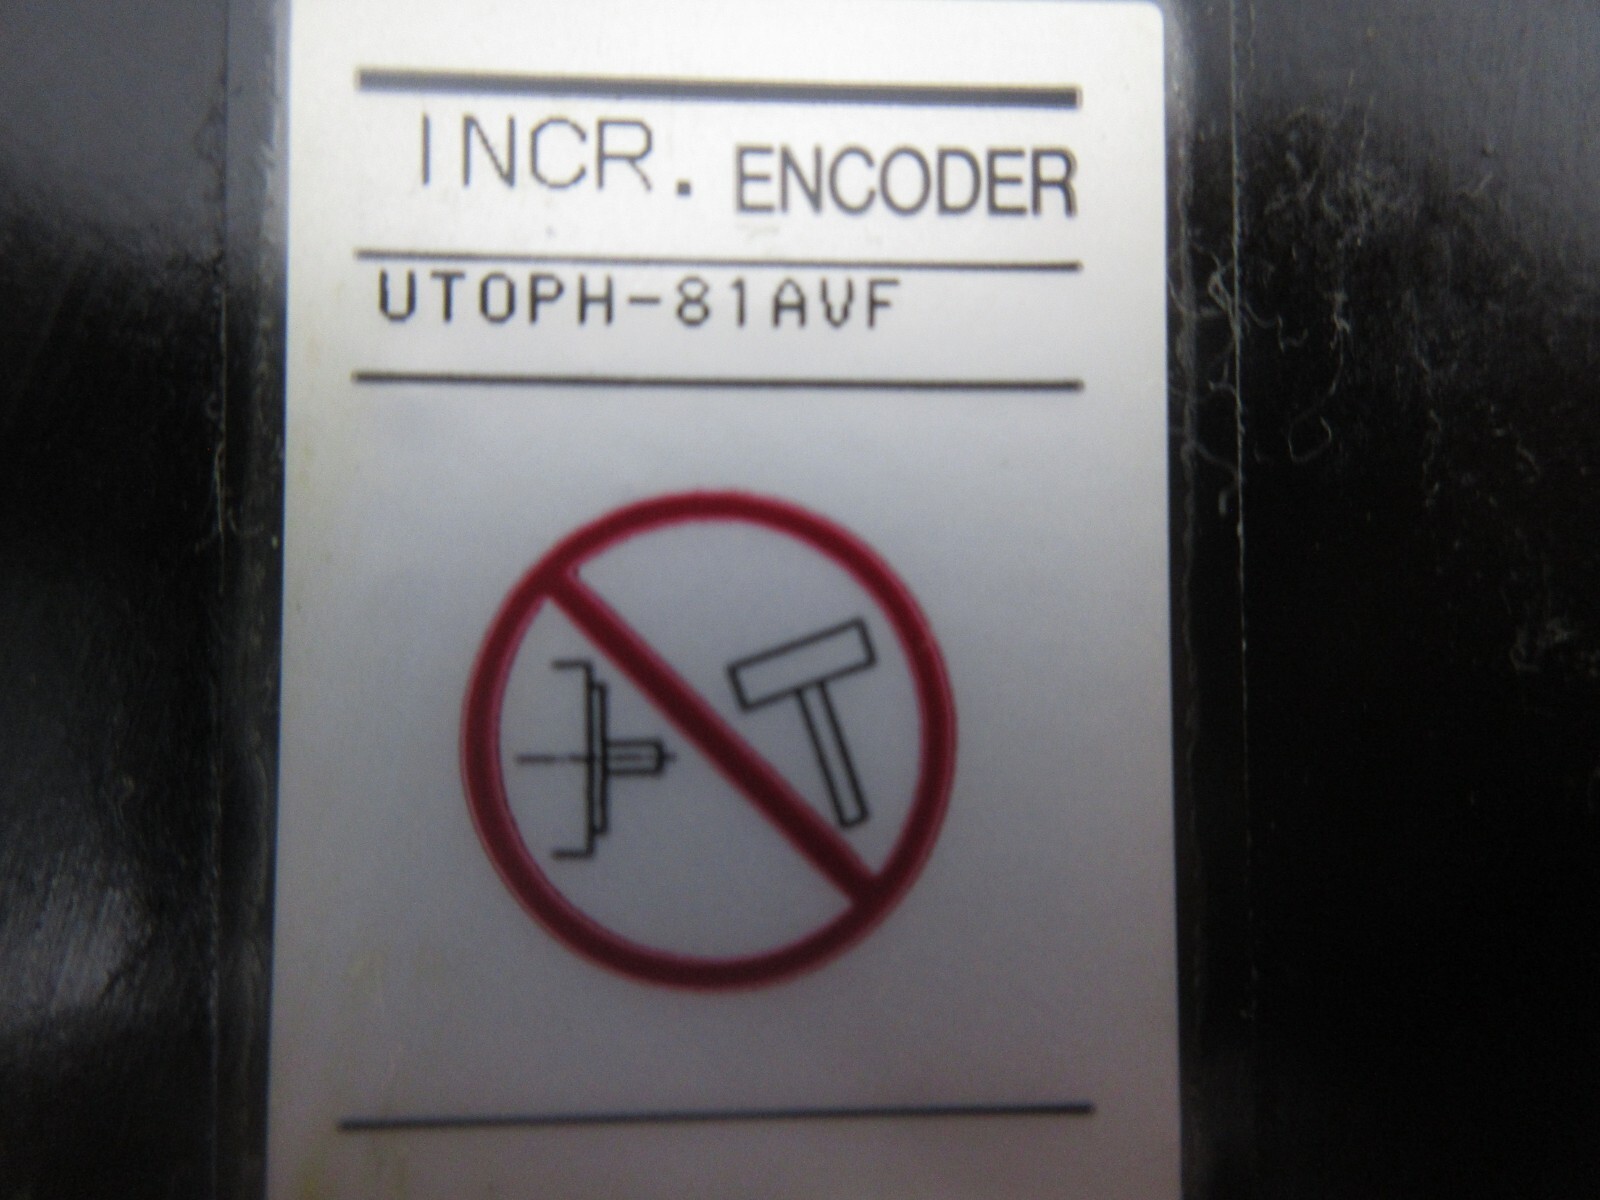 INCR. ENCODER
UTOPH-81AVF